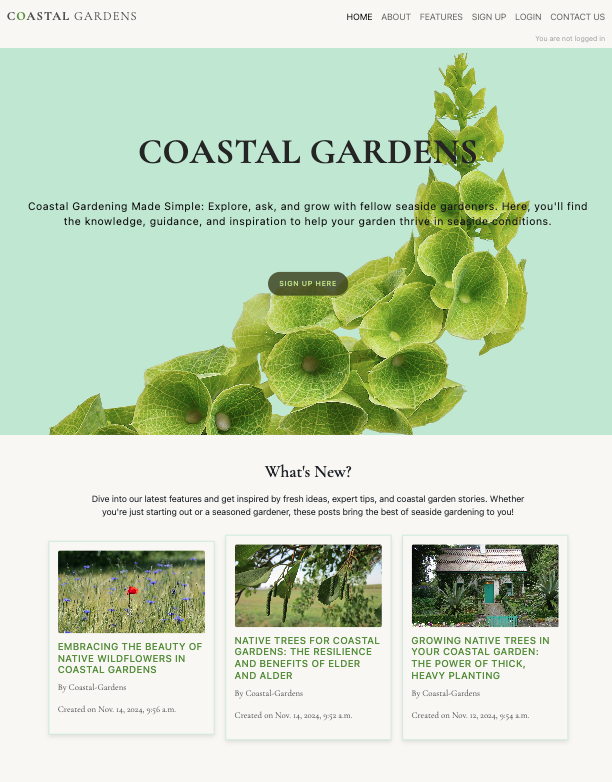 COASTAL GARDENS
HOME ABOUT FEATURES SIGN UP LOGIN CONTACT US
You are not logged in
COASTAL GARDENS
Coastal Gardening Made Simple: Explore, ask, and grow with fellow seaside gardeners. Here, you'll find
the knowledge, guidance, and inspiration to help your garden thrive in seaside conditions.
SIGN UP HERE
What's New?
Dive into our latest features and get inspired by fresh ideas, expert tips, and coastal garden stories. Whether
you're just starting out or a seasoned gardener, these posts bring the best of seaside gardening to you!
EMBRACING THE BEAUTY OF
NATIVE WILDFLOWERS IN
COASTAL GARDENS
By Coastal-Gardens
Created on Nov. 14, 2024, 9:56 a.m.
NATIVE TREES FOR COASTAL
GARDENS: THE RESILIENCE
AND BENEFITS OF ELDER
AND ALDER
By Coastal-Gardens
Created on Nov. 14, 2024, 9:52 a.m.
GROWING NATIVE TREES IN
YOUR COASTAL GARDEN:
THE POWER OF THICK,
HEAVY PLANTING
By Coastal-Gardens
Created on Nov. 12, 2024, 9:54 a.m.